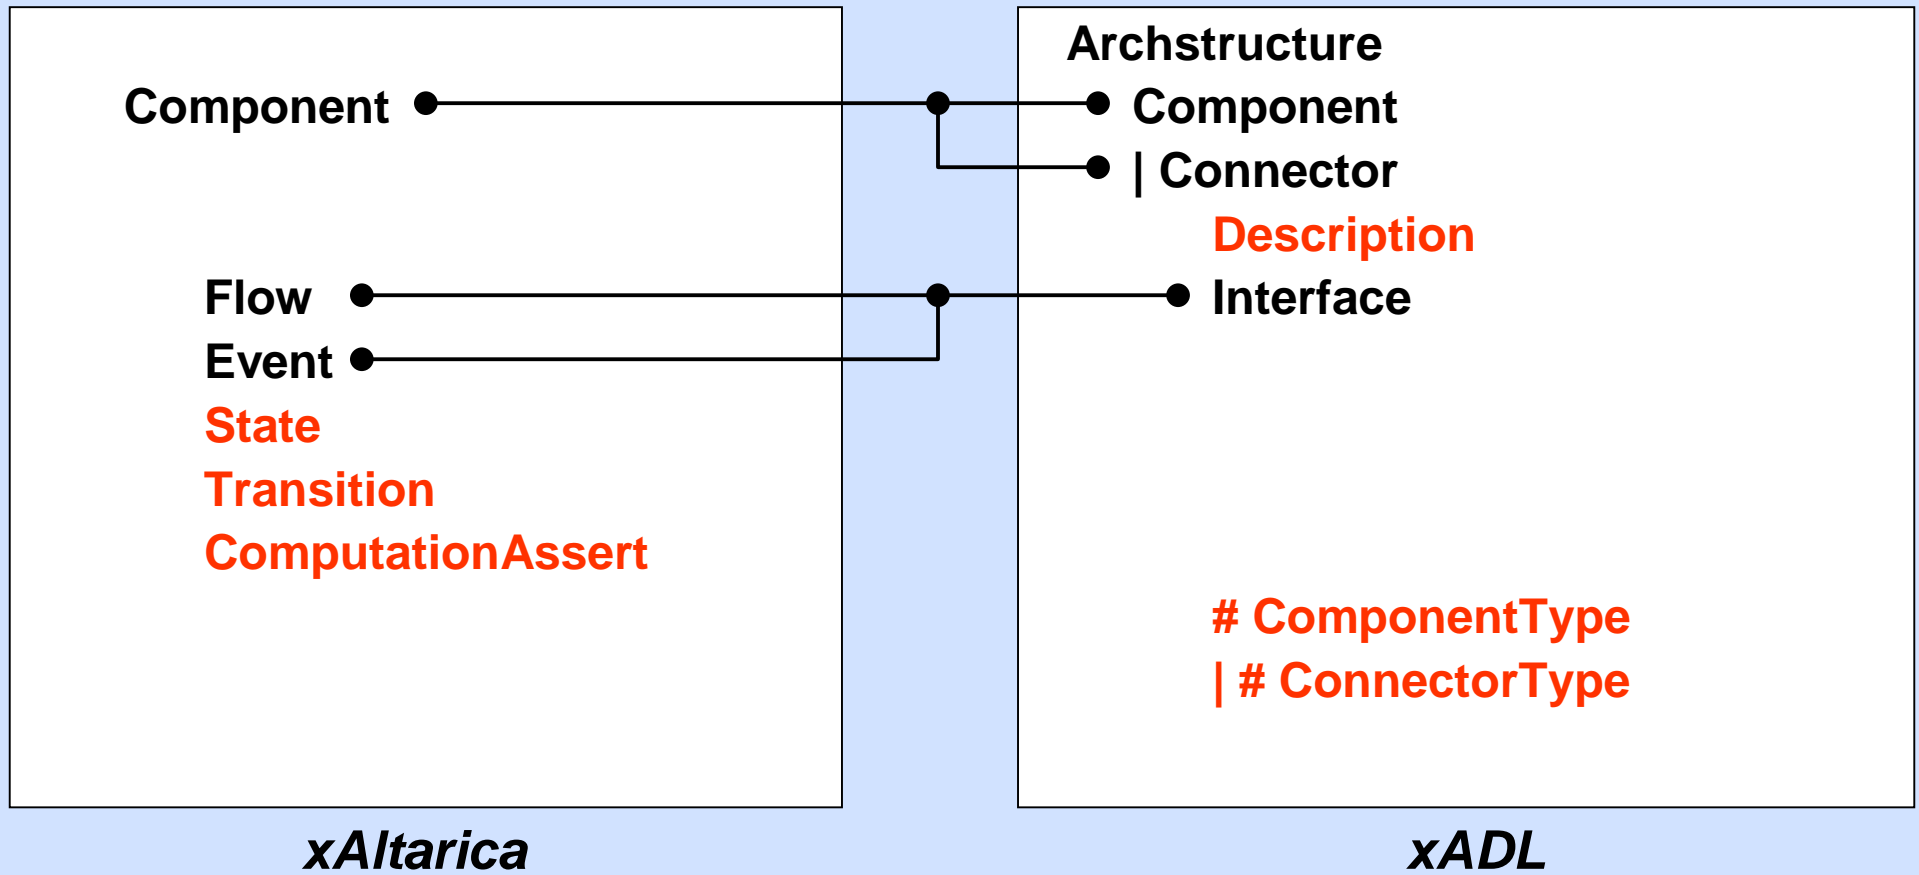 Component
Flow
Event
State
Transition
ComputationAssert
xAltarica
Archstructure
Component
| Connector
Description
Interface
# ComponentType
| # ConnectorType
xADL